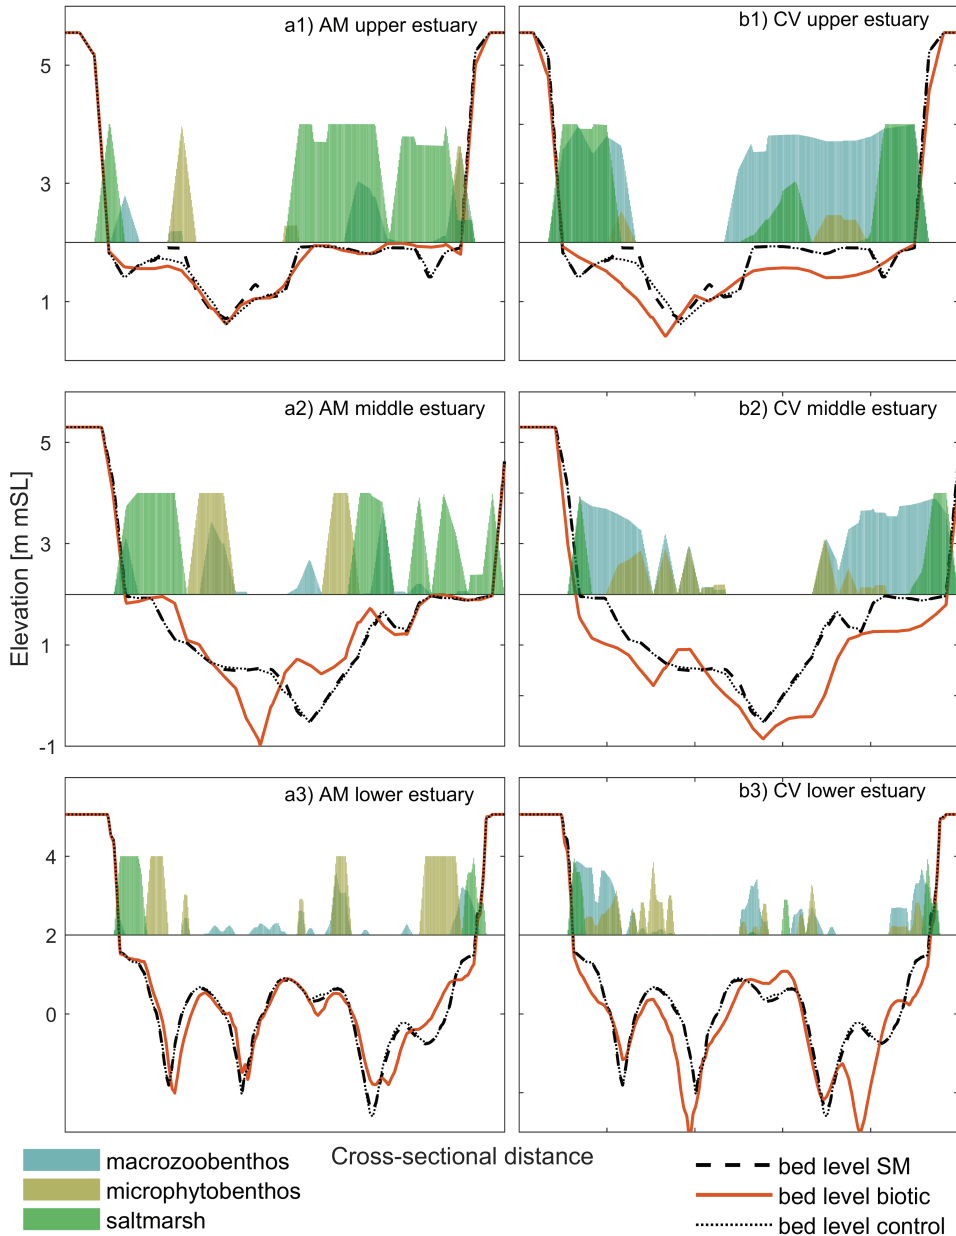 a1) AM upper estuary
b1) CV upper estuary
5
3
1
a2) AM middle estuary
b2) CV middle estuary
5
3
1
-1
Elevation [m mSL]
a3) AM lower estuary
b3) CV lower estuary
4
2
0
Cross-sectional distance
macrozoobenthos
microphytobenthos
saltmarsh
bed level SM
bed level biotic
bed level control